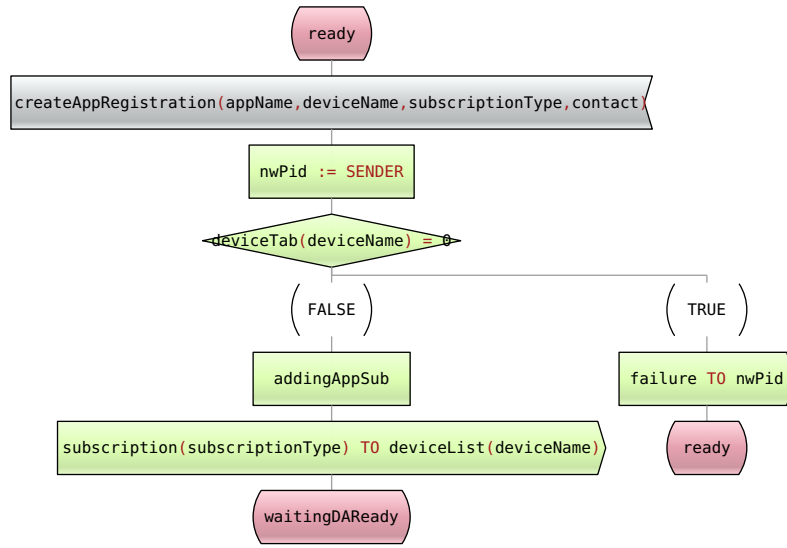 ready
createAppRegistration(appName,deviceName,subscriptionType,contact)
nwPid := SENDER
deviceTab(deviceName) = 0
FALSE
TRUE
addingAppSub
failure TO nwPid
subscription(subscriptionType) TO deviceList(deviceName)
ready
waitingDAReady